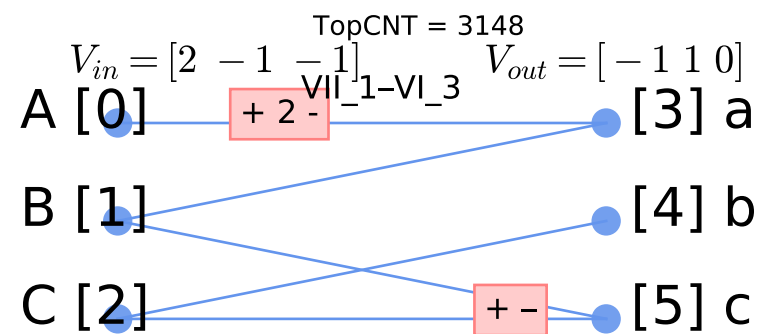 TopCNT = 3148
V_in = [2 − 1 − 1] V_out = [ − 1 1 0]
VII_1–VI_3
A [0] + 2 - [3] a
B [1] [4] b
C [2] + – [5] c